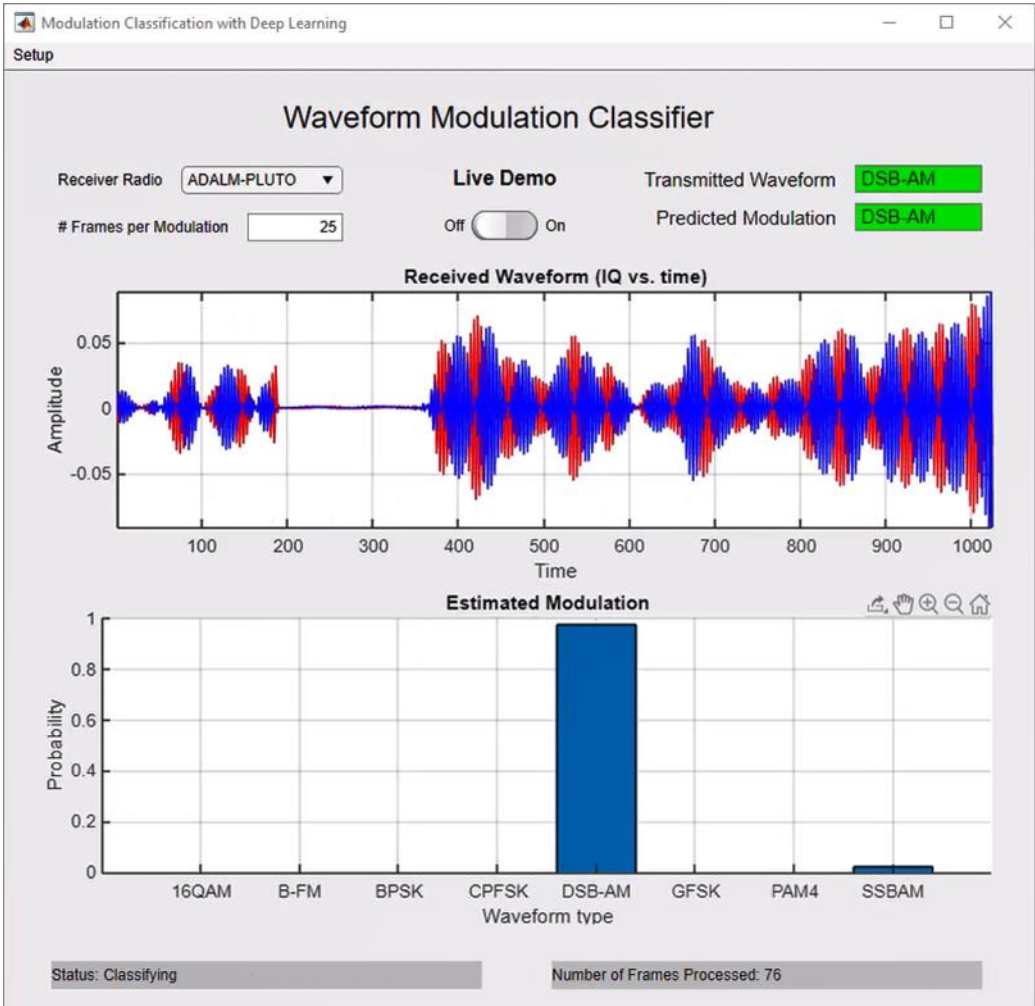 Modulation Classification with Deep Learning
Setup
Waveform Modulation Classifier
Receiver Radio ADALM-PLUTO
# Frames per Modulation 25
Live Demo
Off On
Transmitted Waveform DSB-AM
Predicted Modulation DSB-AM
Received Waveform (IQ vs. time)
Amplitude
0.05
0
-0.05
100 200 300 400 500 600 700 800 900 1000
Time
Estimated Modulation
Probability
1
0.8
0.6
0.4
0.2
0
16QAM B-FM BPSK CPFSK DSB-AM GFSK PAM4 SSBAM
Waveform type
Status: Classifying
Number of Frames Processed: 76